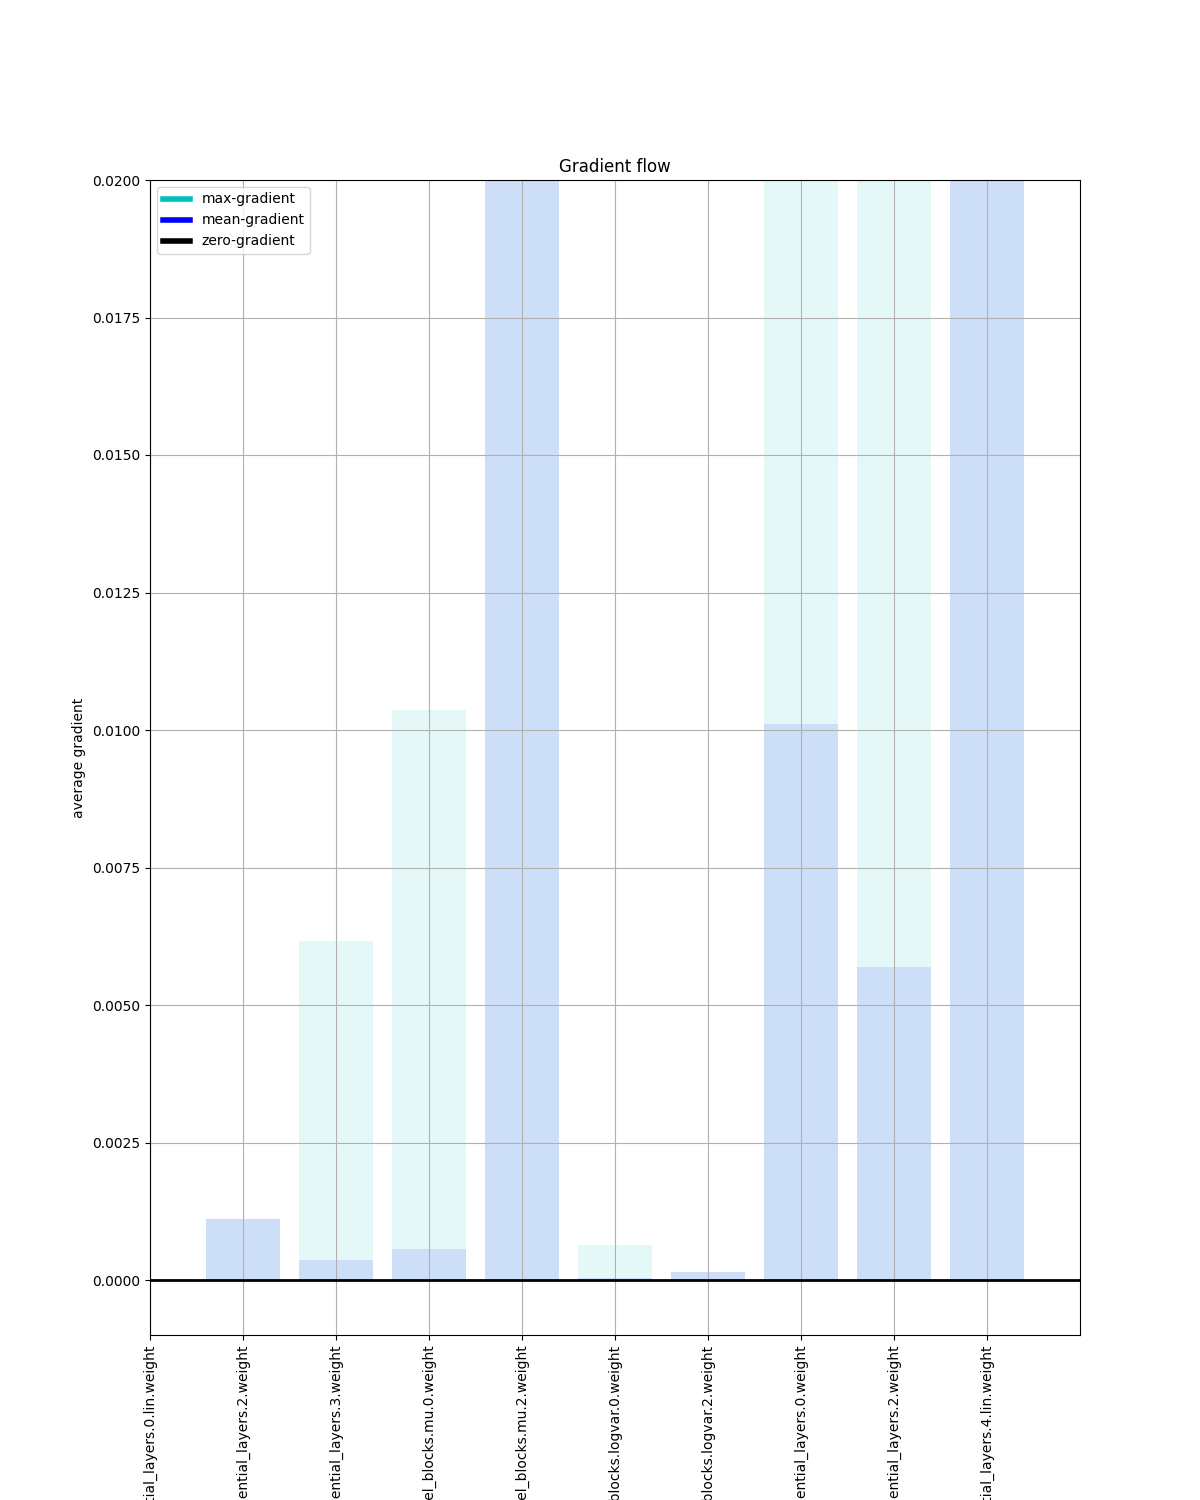 Gradient flow
max-gradient
mean-gradient
zero-gradient
0.0200
0.0175
0.0150
0.0125
0.0100
0.0075
0.0050
0.0025
0.0000
average gradient
tial_layers.0.lin.weight
ential_layers.2.weight
ential_layers.3.weight
el_blocks.mu.0.weight
el_blocks.mu.2.weight
blocks.logvar.0.weight
blocks.logvar.2.weight
ential_layers.0.weight
ential_layers.2.weight
tial_layers.4.lin.weight